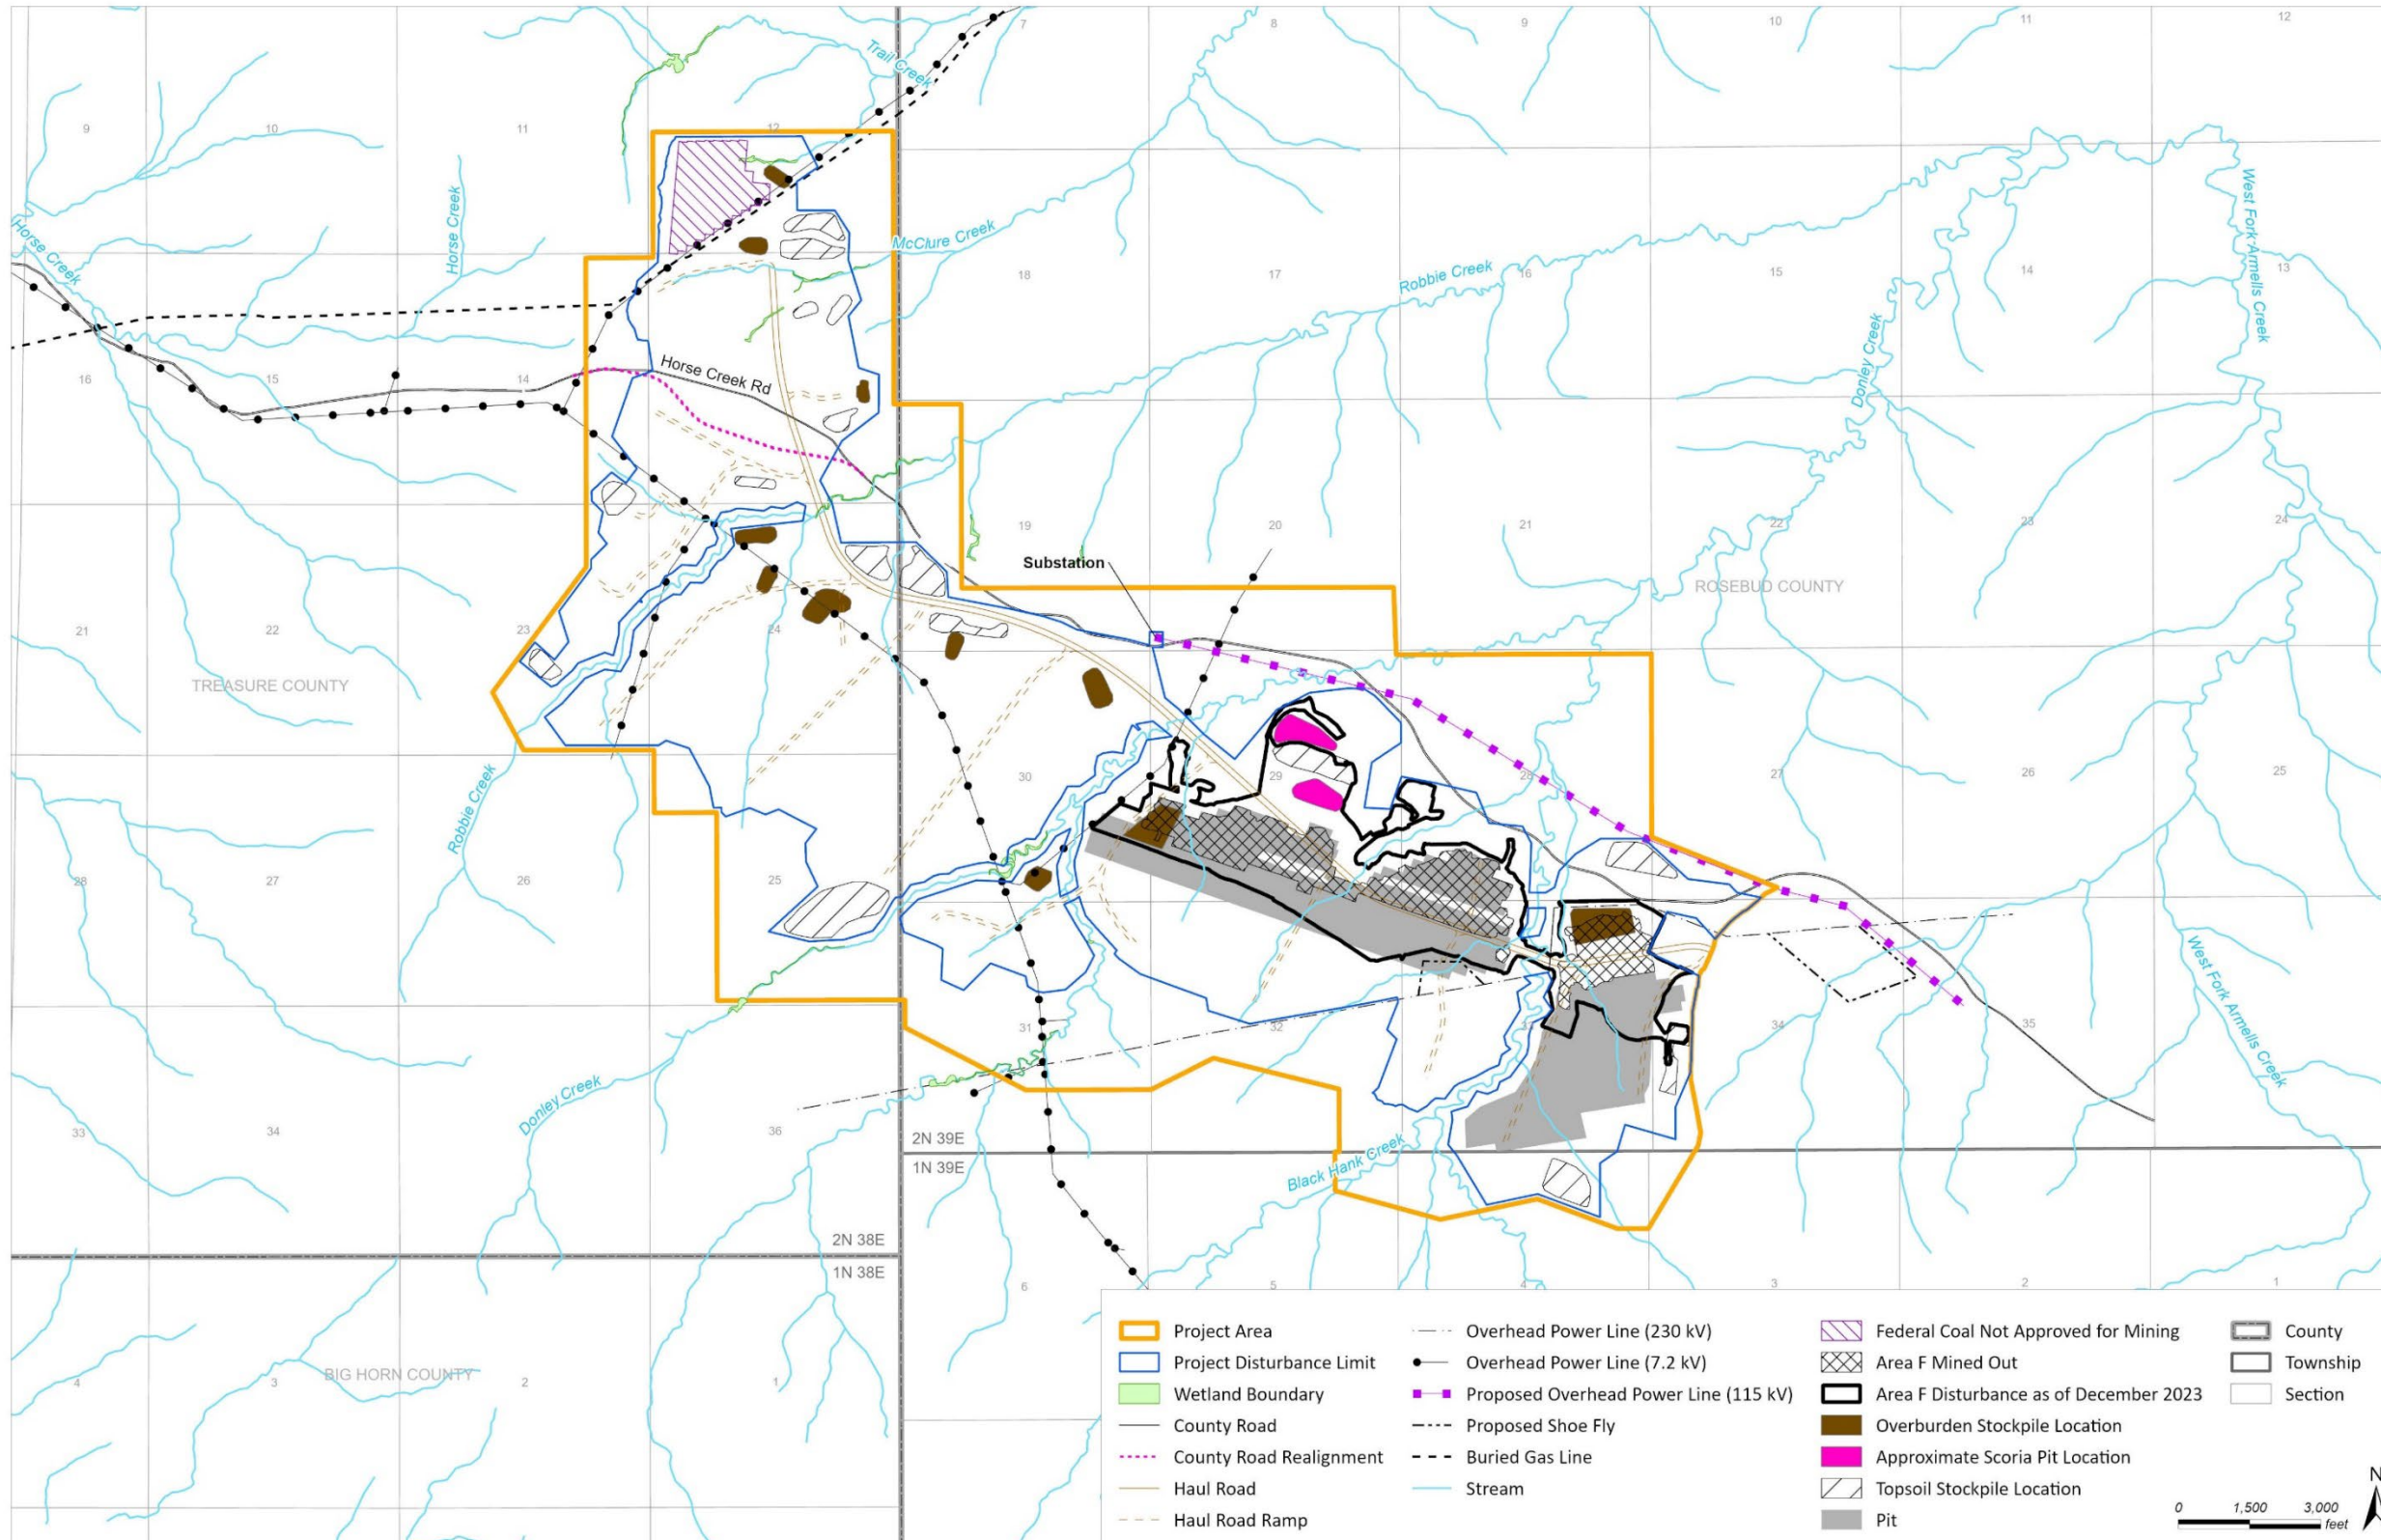 7
8
9
10
11
12
Trail Creek
9
10
11
12
West Fork Armells Creek
Horse Creek
Horse Creek
McClure Creek
18
17
Robbie Creek
16
15
14
13
Donley Creek
16
15
14
Horse Creek Rd
19
20
21
22
23
24
Substation
ROSEBUD COUNTY
21
22
23
24
TREASURE COUNTY
30
29
28
27
26
25
Robbie Creek
28
27
26
25
West Fork Armells Creek
31
32
34
35
Donley Creek
33
34
36
2N 39E
1N 39E
Black Hank Creek
2N 38E
1N 38E
6
5
4
3
2
1
BIG HORN COUNTY
4
3
2
1
Project Area
Project Disturbance Limit
Wetland Boundary
County Road
County Road Realignment
Haul Road
Haul Road Ramp
Overhead Power Line (230 kV)
Overhead Power Line (7.2 kV)
Proposed Overhead Power Line (115 kV)
Proposed Shoe Fly
Buried Gas Line
Stream
Federal Coal Not Approved for Mining
Area F Mined Out
Area F Disturbance as of December 2023
Overburden Stockpile Location
Approximate Scoria Pit Location
Topsoil Stockpile Location
Pit
County
Township
Section
0 1,500 3,000
feet
N